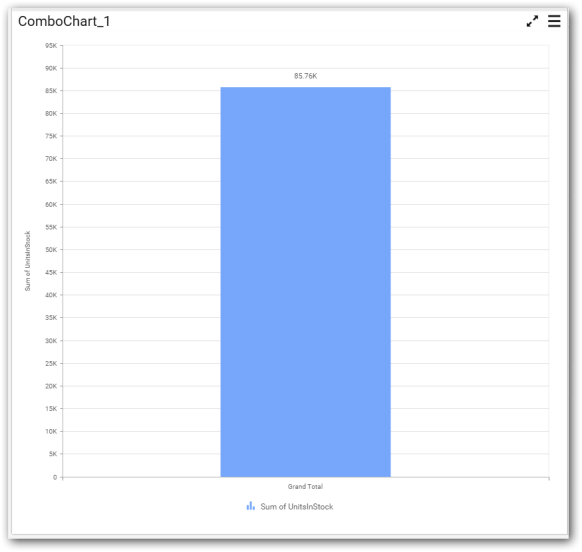 ComboChart_1
95K
90K
85.76K
85K
80K
75K
70K
65K
60K
55K
50K
45K
40K
35K
30K
25K
20K
15K
10K
5K
0
Sum of UnitsInStock
Grand Total
Sum of UnitsInStock